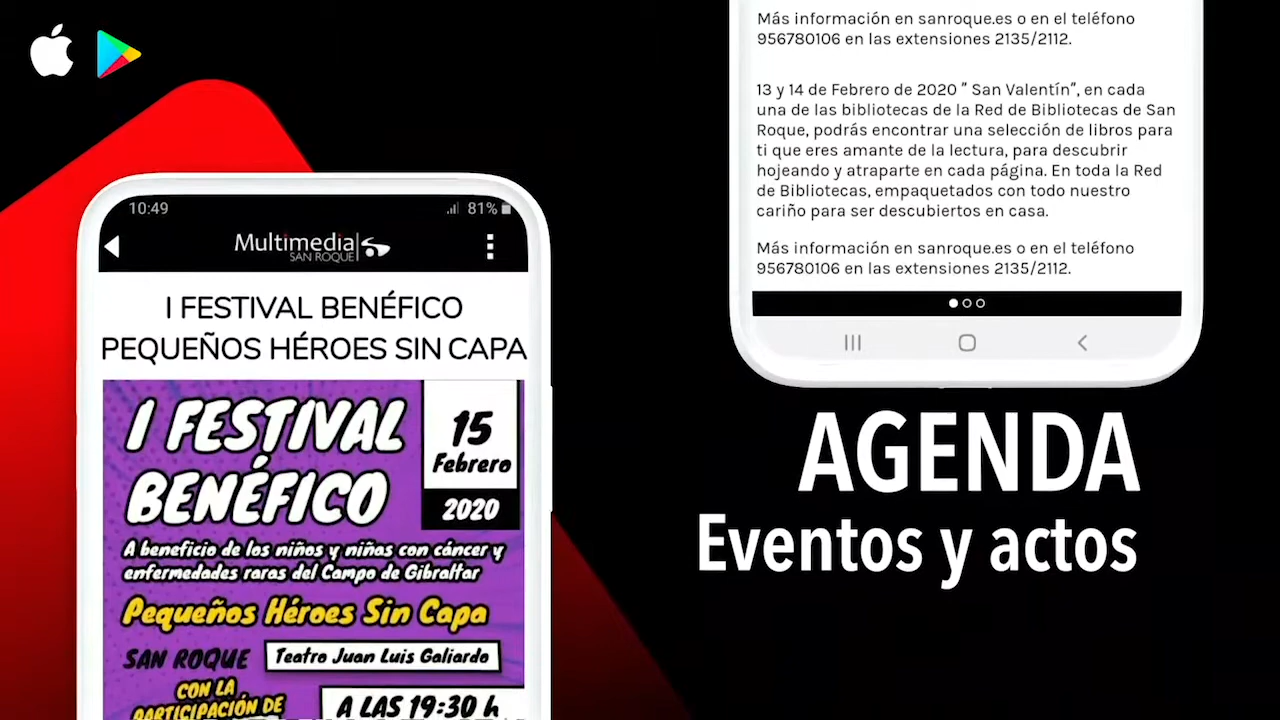 Más información en sanroque.es o en el teléfono
956780106 en las extensiones 2135/2112.
13 y 14 de Febrero de 2020 " San Valentín", en cada
una de las bibliotecas de la Red de Bibliotecas de San
Roque, podrás encontrar una selección de libros para
ti que eres amante de la lectura, para descubrir
hojeando y atraparte en cada página. En toda la Red
de Bibliotecas, empaquetados con todo nuestro
cariño para ser descubiertos en casa.
Más información en sanroque.es o en el teléfono
956780106 en las extensiones 2135/2112.
10:49
81%
Multimedia
SAN ROQUE
I FESTIVAL BENÉFICO
PEQUEÑOS HÉROES SIN CAPA
I FESTIVAL
BENÉFICO
15
Febrero
2020
A beneficio de los niños y niñas con cáncer y
enfermedades raras del Campo de Gibraltar
Pequeños Héroes Sin Capa
SAN ROQUE
Teatro Juan Luis Galiardo
CON LA
PARTICIPACIÓN DE
A LAS 19:30 h
AGENDA
Eventos y actos